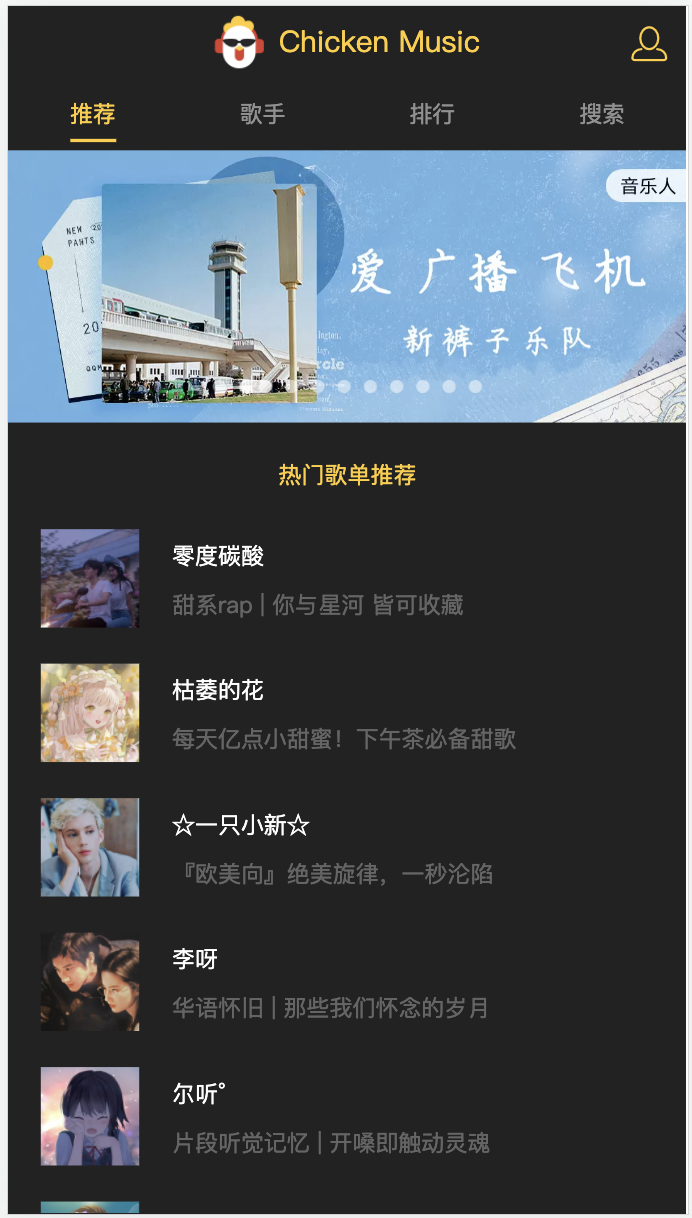 Chicken Music
推荐
歌手
排行
搜索
音乐人
NEW
PANTS
爱 广播 飞机
新裤子乐队
热门歌单推荐
零度碳酸
甜系rap | 你与星河 皆可收藏
枯萎的花
每天亿点小甜蜜！下午茶必备甜歌
☆一只小新☆
『欧美向』绝美旋律，一秒沦陷
李呀
华语怀旧 | 那些我们怀念的岁月
尔听°
片段听觉记忆 | 开嗓即触动灵魂